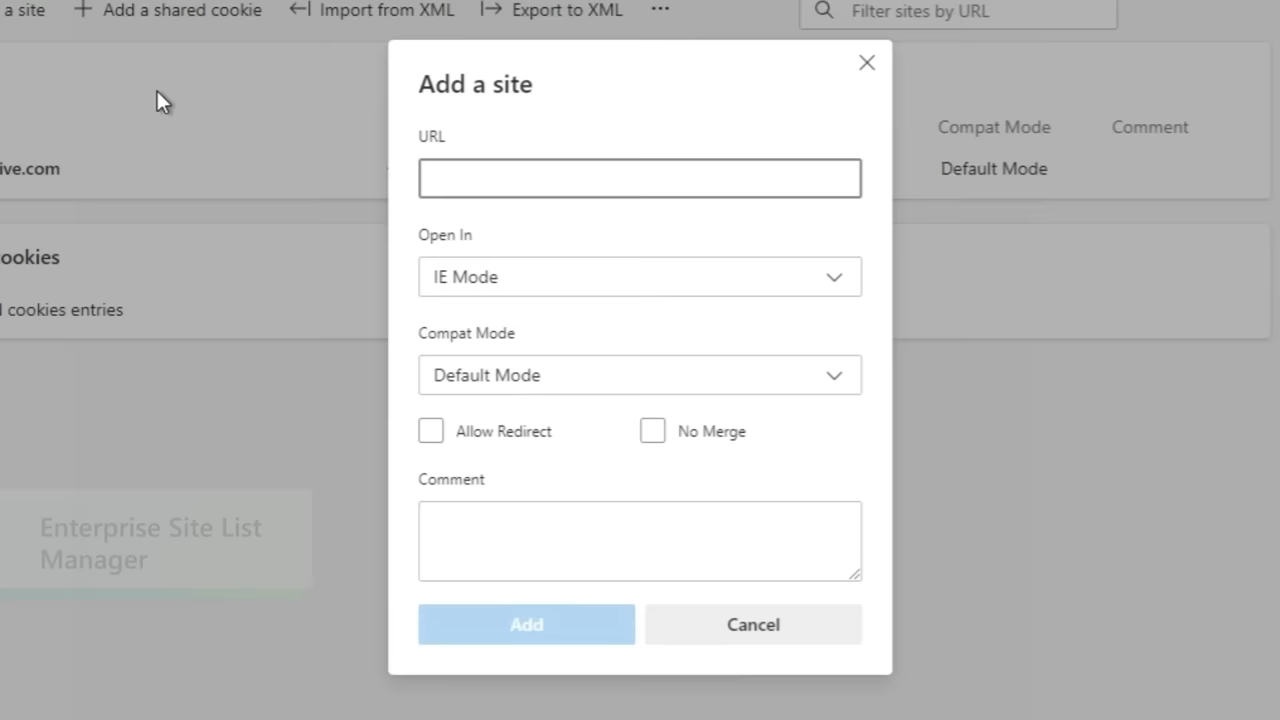 a site
Add a shared cookie
Import from XML
Export to XML
Filter sites by URL
Add a site
URL
Compat Mode
Comment
ive.com
Default Mode
Open In
ookies
IE Mode
cookies entries
Compat Mode
Default Mode
Allow Redirect
No Merge
Comment
Enterprise Site List
Manager
Add
Cancel